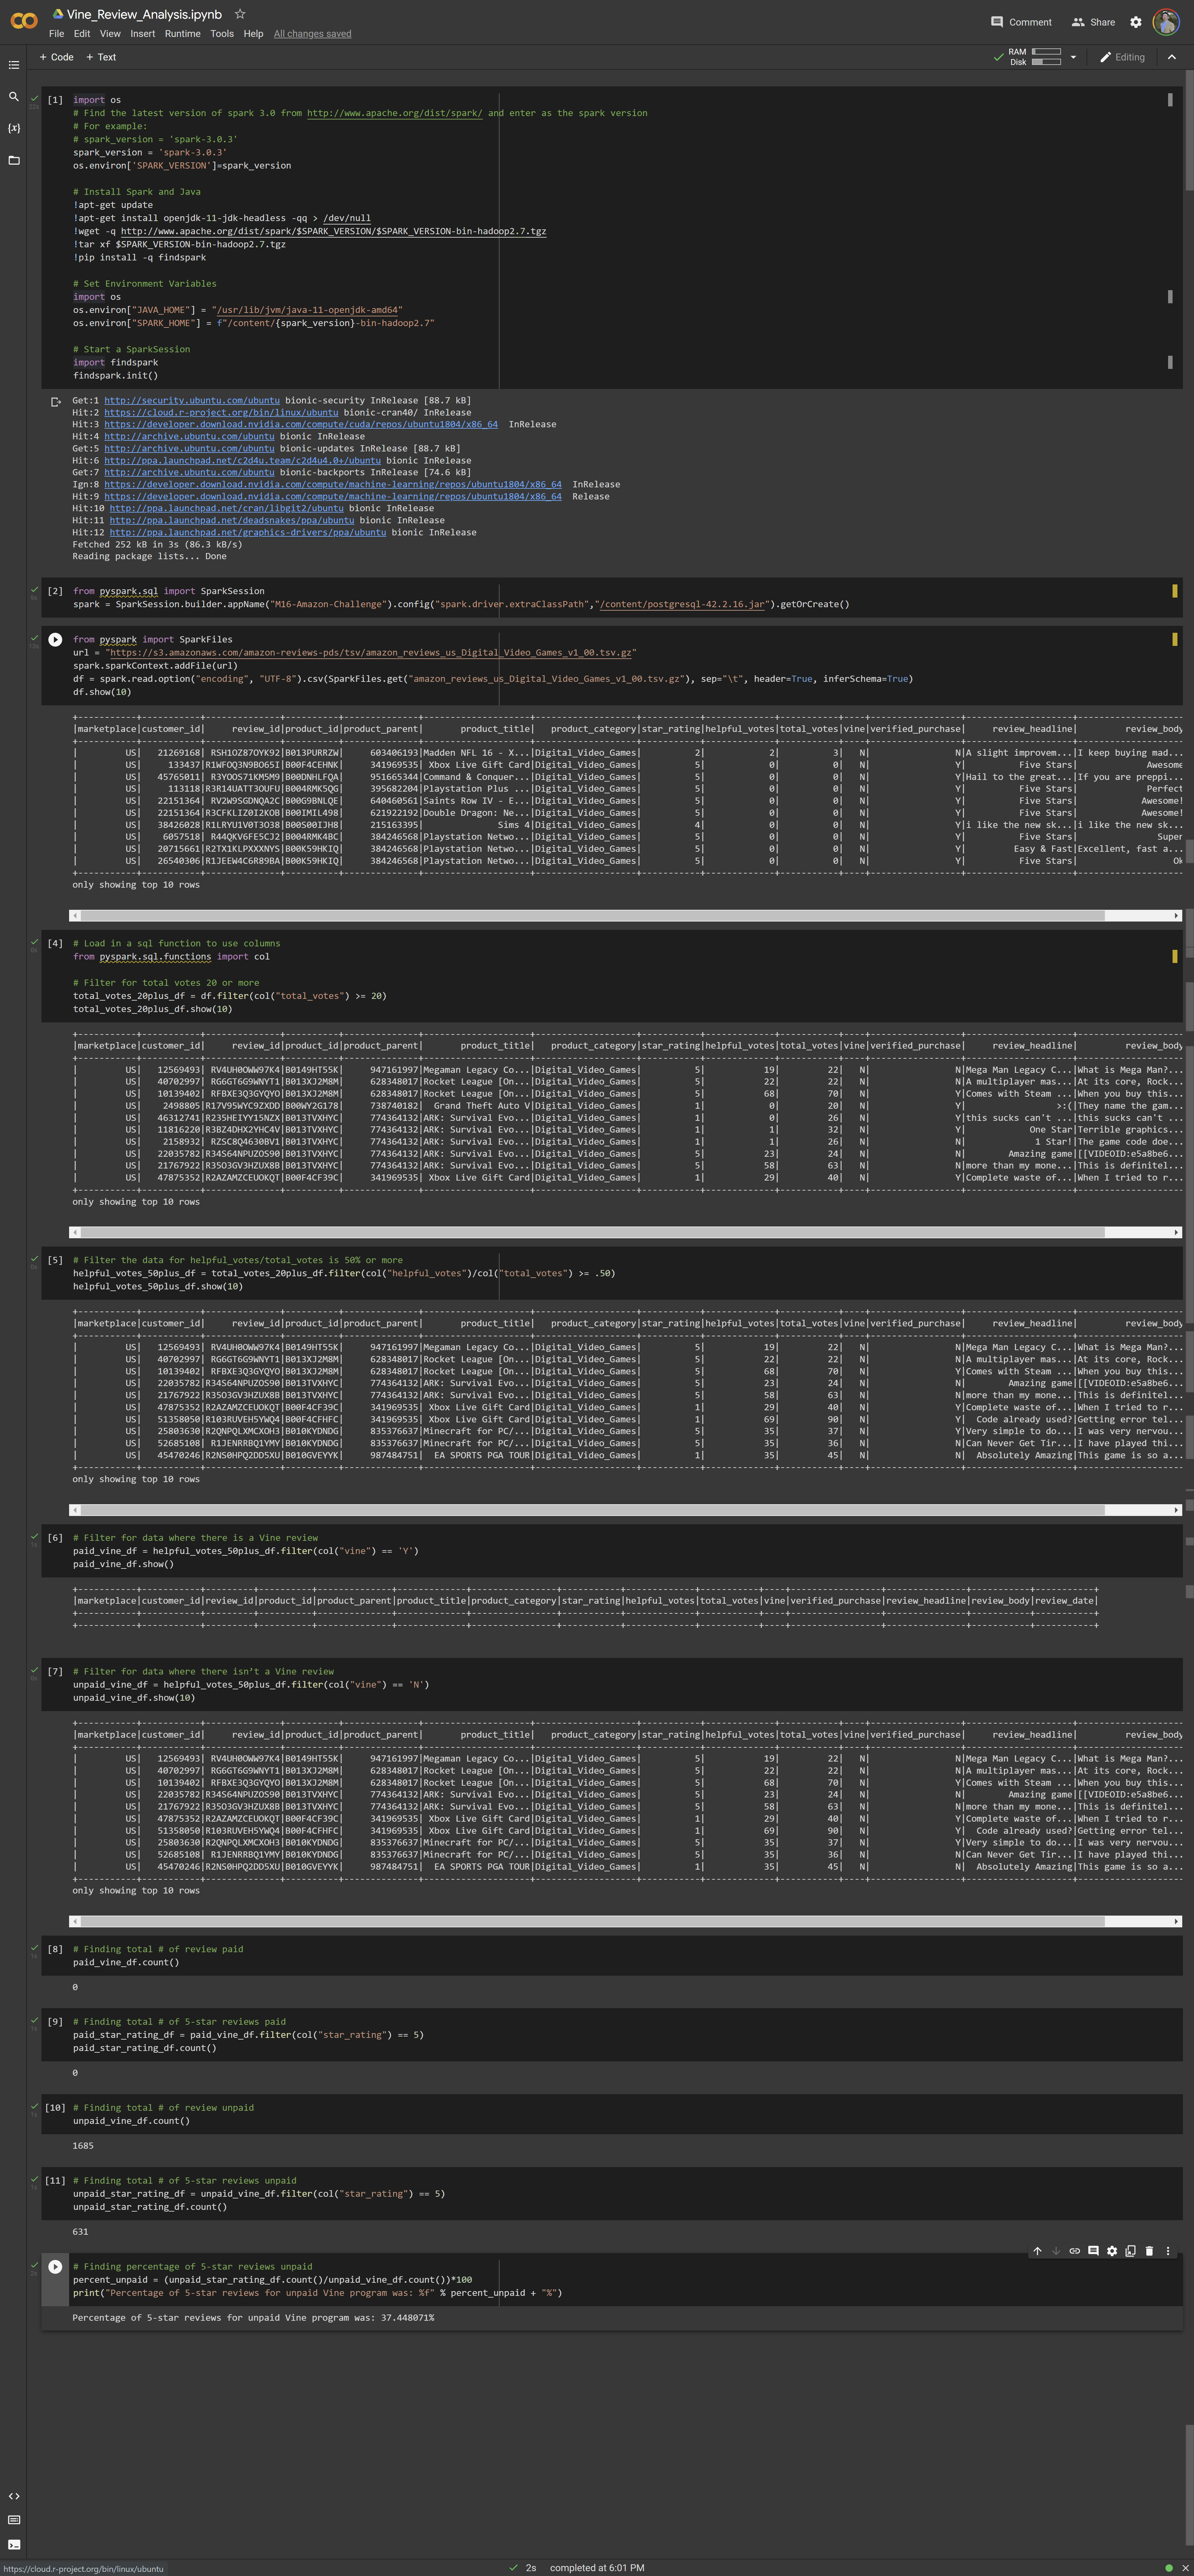 Vine_Review_Analysis.ipynb
File Edit View Insert Runtime Tools Help All changes saved
Comment Share
+ Code + Text
RAM
Disk
Editing
[1] import os
# Find the latest version of spark 3.0 from http://www.apache.org/dist/spark/ and enter as the spark version
# For example:
# spark_version = 'spark-3.0.3'
spark_version = 'spark-3.0.3'
os.environ['SPARK_VERSION']=spark_version
# Install Spark and Java
!apt-get update
!apt-get install openjdk-11-jdk-headless -qq > /dev/null
!wget -q http://www.apache.org/dist/spark/$SPARK_VERSION/$SPARK_VERSION-bin-hadoop2.7.tgz
!tar xf $SPARK_VERSION-bin-hadoop2.7.tgz
!pip install -q findspark
# Set Environment Variables
import os
os.environ["JAVA_HOME"] = "/usr/lib/jvm/java-11-openjdk-amd64"
os.environ["SPARK_HOME"] = f"/content/{spark_version}-bin-hadoop2.7"
# Start a SparkSession
import findspark
findspark.init()
Get:1 http://security.ubuntu.com/ubuntu bionic-security InRelease [88.7 kB]
Hit:2 https://cloud.r-project.org/bin/linux/ubuntu bionic-cran40/ InRelease
Hit:3 https://developer.download.nvidia.com/compute/cuda/repos/ubuntu1804/x86_64 InRelease
Hit:4 http://archive.ubuntu.com/ubuntu bionic InRelease
Get:5 http://archive.ubuntu.com/ubuntu bionic-updates InRelease [88.7 kB]
Hit:6 http://ppa.launchpad.net/c2d4u.team/c2d4u4.0+/ubuntu bionic InRelease
Get:7 http://archive.ubuntu.com/ubuntu bionic-backports InRelease [74.6 kB]
Ign:8 https://developer.download.nvidia.com/compute/machine-learning/repos/ubuntu1804/x86_64 InRelease
Hit:9 https://developer.download.nvidia.com/compute/machine-learning/repos/ubuntu1804/x86_64 Release
Hit:10 http://ppa.launchpad.net/cran/libgit2/ubuntu bionic InRelease
Hit:11 http://ppa.launchpad.net/deadsnakes/ppa/ubuntu bionic InRelease
Hit:12 http://ppa.launchpad.net/graphics-drivers/ppa/ubuntu bionic InRelease
Fetched 252 kB in 3s (86.3 kB/s)
Reading package lists... Done
[2] from pyspark.sql import SparkSession
spark = SparkSession.builder.appName("M16-Amazon-Challenge").config("spark.driver.extraClassPath","/content/postgresql-42.2.16.jar").getOrCreate()
from pyspark import SparkFiles
url = "https://s3.amazonaws.com/amazon-reviews-pds/tsv/amazon_reviews_us_Digital_Video_Games_v1_00.tsv.gz"
spark.sparkContext.addFile(url)
df = spark.read.option("encoding", "UTF-8").csv(SparkFiles.get("amazon_reviews_us_Digital_Video_Games_v1_00.tsv.gz"), sep="\t", header=True, inferSchema=True)
df.show(10)
|marketplace|customer_id| review_id|product_id|product_parent| product_title| product_category|star_rating|helpful_votes|total_votes|vine|verified_purchase| review_headline| review_body
| US| 21269168| RSH1OZ87OYK92|B013PURRZW| 603406193|Madden NFL 16 - X...|Digital_Video_Games| 2| 2| 3| N| N|A slight improvem...|I keep buying mad...
| US| 133437|R1WFOQ3N9BO65I|B00F4CEHNK| 341969535| Xbox Live Gift Card|Digital_Video_Games| 5| 0| 0| N| Y| Five Stars| Awesome
| US| 45765011| R3YOOS71KM5M9|B00DNHLFQA| 951665344|Command & Conquer...|Digital_Video_Games| 5| 0| 0| N| Y|Hail to the great...|If you are preppi...
| US| 113118|R3R14UATT3OUFU|B004RMK5QG| 395682204|Playstation Plus ...|Digital_Video_Games| 5| 0| 0| N| Y| Five Stars| Perfect
| US| 22151364| RV2W9SGDNQA2C|B00G9BNLQE| 640460561|Saints Row IV - E...|Digital_Video_Games| 5| 0| 0| N| Y| Five Stars| Awesome!
| US| 22151364|R3CFKLIZ0I2KOB|B00IMIL498| 621922192|Double Dragon: Ne...|Digital_Video_Games| 5| 0| 0| N| Y| Five Stars| Awesome!
| US| 38426028|R1LRYU1V0T3O38|B00S00IJH8| 215163395| Sims 4|Digital_Video_Games| 4| 0| 0| N| Y|i like the new sk...|i like the new sk...
| US| 6057518| R44QKV6FE5CJ2|B004RMK4BC| 384246568|Playstation Netwo...|Digital_Video_Games| 5| 0| 0| N| Y| Five Stars| Super
| US| 20715661|R2TX1KLPXXXNYS|B00K59HKIQ| 384246568|Playstation Netwo...|Digital_Video_Games| 5| 0| 0| N| Y| Easy & Fast|Excellent, fast a...
| US| 26540306|R1JEEW4C6R89BA|B00K59HKIQ| 384246568|Playstation Netwo...|Digital_Video_Games| 5| 0| 0| N| Y| Five Stars| Ok
only showing top 10 rows
[4] # Load in a sql function to use columns
from pyspark.sql.functions import col
# Filter for total votes 20 or more
total_votes_20plus_df = df.filter(col("total_votes") >= 20)
total_votes_20plus_df.show(10)
|marketplace|customer_id| review_id|product_id|product_parent| product_title| product_category|star_rating|helpful_votes|total_votes|vine|verified_purchase| review_headline| review_body
| US| 12569493| RV4UH0OWW97K4|B0149HT55K| 947161997|Megaman Legacy Co...|Digital_Video_Games| 5| 19| 22| N| N|Mega Man Legacy C...|What is Mega Man?...
| US| 40702997| RG6GT6G9WNYT1|B013XJ2M8M| 628348017|Rocket League [On...|Digital_Video_Games| 5| 22| 22| N| N|A multiplayer mas...|At its core, Rock...
| US| 10139402| RFBXE3Q3GYQYO|B013XJ2M8M| 628348017|Rocket League [On...|Digital_Video_Games| 5| 68| 70| N| Y|Comes with Steam ...|When you buy this...
| US| 2498805|R17V95WYC9ZXDD|B00WY2G178| 738740182| Grand Theft Auto V|Digital_Video_Games| 1| 0| 20| N| Y| >:(|They name the gam...
| US| 46312741|R235HEIYY15NZX|B013TVXHYC| 774364132|ARK: Survival Evo...|Digital_Video_Games| 1| 7| 26| N| Y|this sucks can't ...|this sucks can't ...
| US| 11816220|R3BZ4DHX2YHC4V|B013TVXHYC| 774364132|ARK: Survival Evo...|Digital_Video_Games| 1| 1| 32| N| Y| One Star|Terrible graphics...
| US| 2158932| RZSC8Q4630BV1|B013TVXHYC| 774364132|ARK: Survival Evo...|Digital_Video_Games| 1| 1| 26| N| N| 1 Star!|The game code doe...
| US| 22035782|R34S64NPUZOS90|B013TVXHYC| 774364132|ARK: Survival Evo...|Digital_Video_Games| 5| 23| 24| N| N| Amazing game|[[VIDEOID:e5a8be6...
| US| 21767922|R35O3GV3HZUX8B|B013TVXHYC| 774364132|ARK: Survival Evo...|Digital_Video_Games| 5| 58| 63| N| N|more than my mone...|This is definitel...
| US| 47875352|R2AZAMZCEUOKQT|B00F4CF39C| 341969535| Xbox Live Gift Card|Digital_Video_Games| 1| 29| 40| N| Y|Complete waste of...|When I tried to r...
only showing top 10 rows
[5] # Filter the data for helpful_votes/total_votes is 50% or more
helpful_votes_50plus_df = total_votes_20plus_df.filter(col("helpful_votes")/col("total_votes") >= .50)
helpful_votes_50plus_df.show(10)
|marketplace|customer_id| review_id|product_id|product_parent| product_title| product_category|star_rating|helpful_votes|total_votes|vine|verified_purchase| review_headline| review_body
| US| 12569493| RV4UH0OWW97K4|B0149HT55K| 947161997|Megaman Legacy Co...|Digital_Video_Games| 5| 19| 22| N| N|Mega Man Legacy C...|What is Mega Man?...
| US| 40702997| RG6GT6G9WNYT1|B013XJ2M8M| 628348017|Rocket League [On...|Digital_Video_Games| 5| 22| 22| N| N|A multiplayer mas...|At its core, Rock...
| US| 10139402| RFBXE3Q3GYQYO|B013XJ2M8M| 628348017|Rocket League [On...|Digital_Video_Games| 5| 68| 70| N| Y|Comes with Steam ...|When you buy this...
| US| 22035782|R34S64NPUZOS90|B013TVXHYC| 774364132|ARK: Survival Evo...|Digital_Video_Games| 5| 23| 24| N| N| Amazing game|[[VIDEOID:e5a8be6...
| US| 21767922|R35O3GV3HZUX8B|B013TVXHYC| 774364132|ARK: Survival Evo...|Digital_Video_Games| 5| 58| 63| N| N|more than my mone...|This is definitel...
| US| 47875352|R2AZAMZCEUOKQT|B00F4CF39C| 341969535| Xbox Live Gift Card|Digital_Video_Games| 1| 29| 40| N| Y|Complete waste of...|When I tried to r...
| US| 51358050|R103RUVEH5YWQ4|B00F4CFHFC| 341969535| Xbox Live Gift Card|Digital_Video_Games| 1| 69| 90| N| Y| Code already used?|Getting error tel...
| US| 25803630|R2QNPQLXMCXOH3|B010KYDNDG| 835376637|Minecraft for PC/...|Digital_Video_Games| 5| 35| 37| N| Y|Very simple to do...|I was very nervou...
| US| 52685108| R1JENRRBQ1YMY|B010KYDNDG| 835376637|Minecraft for PC/...|Digital_Video_Games| 5| 35| 36| N| N|Can Never Get Tir...|I have played thi...
| US| 45470246|R2NS0HPQ2DD5XU|B010GVEYYK| 987484751| EA SPORTS PGA TOUR|Digital_Video_Games| 1| 35| 45| N| N| Absolutely Amazing|This game is so a...
only showing top 10 rows
[6] # Filter for data where there is a Vine review
paid_vine_df = helpful_votes_50plus_df.filter(col("vine") == 'Y')
paid_vine_df.show()
|marketplace|customer_id|review_id|product_id|product_parent|product_title|product_category|star_rating|helpful_votes|total_votes|vine|verified_purchase|review_headline|review_body|review_date|
[7] # Filter for data where there isn't a Vine review
unpaid_vine_df = helpful_votes_50plus_df.filter(col("vine") == 'N')
unpaid_vine_df.show(10)
|marketplace|customer_id| review_id|product_id|product_parent| product_title| product_category|star_rating|helpful_votes|total_votes|vine|verified_purchase| review_headline| review_body
| US| 12569493| RV4UH0OWW97K4|B0149HT55K| 947161997|Megaman Legacy Co...|Digital_Video_Games| 5| 19| 22| N| N|Mega Man Legacy C...|What is Mega Man?...
| US| 40702997| RG6GT6G9WNYT1|B013XJ2M8M| 628348017|Rocket League [On...|Digital_Video_Games| 5| 22| 22| N| N|A multiplayer mas...|At its core, Rock...
| US| 10139402| RFBXE3Q3GYQYO|B013XJ2M8M| 628348017|Rocket League [On...|Digital_Video_Games| 5| 68| 70| N| Y|Comes with Steam ...|When you buy this...
| US| 22035782|R34S64NPUZOS90|B013TVXHYC| 774364132|ARK: Survival Evo...|Digital_Video_Games| 5| 23| 24| N| N| Amazing game|[[VIDEOID:e5a8be6...
| US| 21767922|R35O3GV3HZUX8B|B013TVXHYC| 774364132|ARK: Survival Evo...|Digital_Video_Games| 5| 58| 63| N| N|more than my mone...|This is definitel...
| US| 47875352|R2AZAMZCEUOKQT|B00F4CF39C| 341969535| Xbox Live Gift Card|Digital_Video_Games| 1| 29| 40| N| Y|Complete waste of...|When I tried to r...
| US| 51358050|R103RUVEH5YWQ4|B00F4CFHFC| 341969535| Xbox Live Gift Card|Digital_Video_Games| 1| 69| 90| N| Y| Code already used?|Getting error tel...
| US| 25803630|R2QNPQLXMCXOH3|B010KYDNDG| 835376637|Minecraft for PC/...|Digital_Video_Games| 5| 35| 37| N| Y|Very simple to do...|I was very nervou...
| US| 52685108| R1JENRRBQ1YMY|B010KYDNDG| 835376637|Minecraft for PC/...|Digital_Video_Games| 5| 35| 36| N| N|Can Never Get Tir...|I have played thi...
| US| 45470246|R2NS0HPQ2DD5XU|B010GVEYYK| 987484751| EA SPORTS PGA TOUR|Digital_Video_Games| 1| 35| 45| N| N| Absolutely Amazing|This game is so a...
only showing top 10 rows
[8] # Finding total # of review paid
paid_vine_df.count()
0
[9] # Finding total # of 5-star reviews paid
paid_star_rating_df = paid_vine_df.filter(col("star_rating") == 5)
paid_star_rating_df.count()
0
[10] # Finding total # of review unpaid
unpaid_vine_df.count()
1685
[11] # Finding total # of 5-star reviews unpaid
unpaid_star_rating_df = unpaid_vine_df.filter(col("star_rating") == 5)
unpaid_star_rating_df.count()
631
# Finding percentage of 5-star reviews unpaid
percent_unpaid = (unpaid_star_rating_df.count()/unpaid_vine_df.count())*100
print("Percentage of 5-star reviews for unpaid Vine program was: %f" % percent_unpaid + "%")
Percentage of 5-star reviews for unpaid Vine program was: 37.448071%
https://cloud.r-project.org/bin/linux/ubuntu
2s completed at 6:01 PM